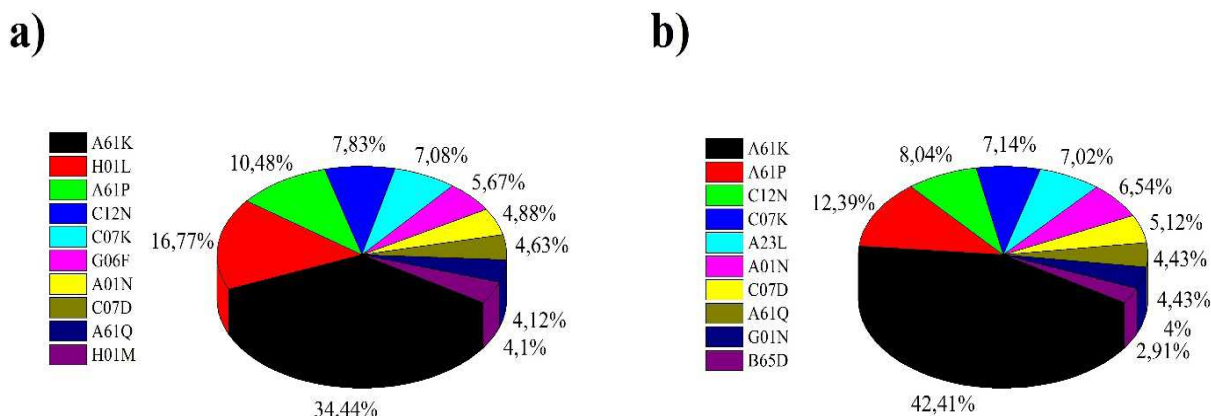 a)
A61K
H01L
A61P
C12N
C07K
G06F
A01N
C07D
A61Q
H01M
7,83%
7,08%
10,48%
5,67%
4,88%
16,77%
4,63%
4,12%
4,1%
34,44%
b)
A61K
A61P
C12N
C07K
A23L
A01N
C07D
A61Q
G01N
B65D
7,14%
7,02%
8,04%
6,54%
12,39%
5,12%
4,43%
4,43%
4%
2,91%
42,41%